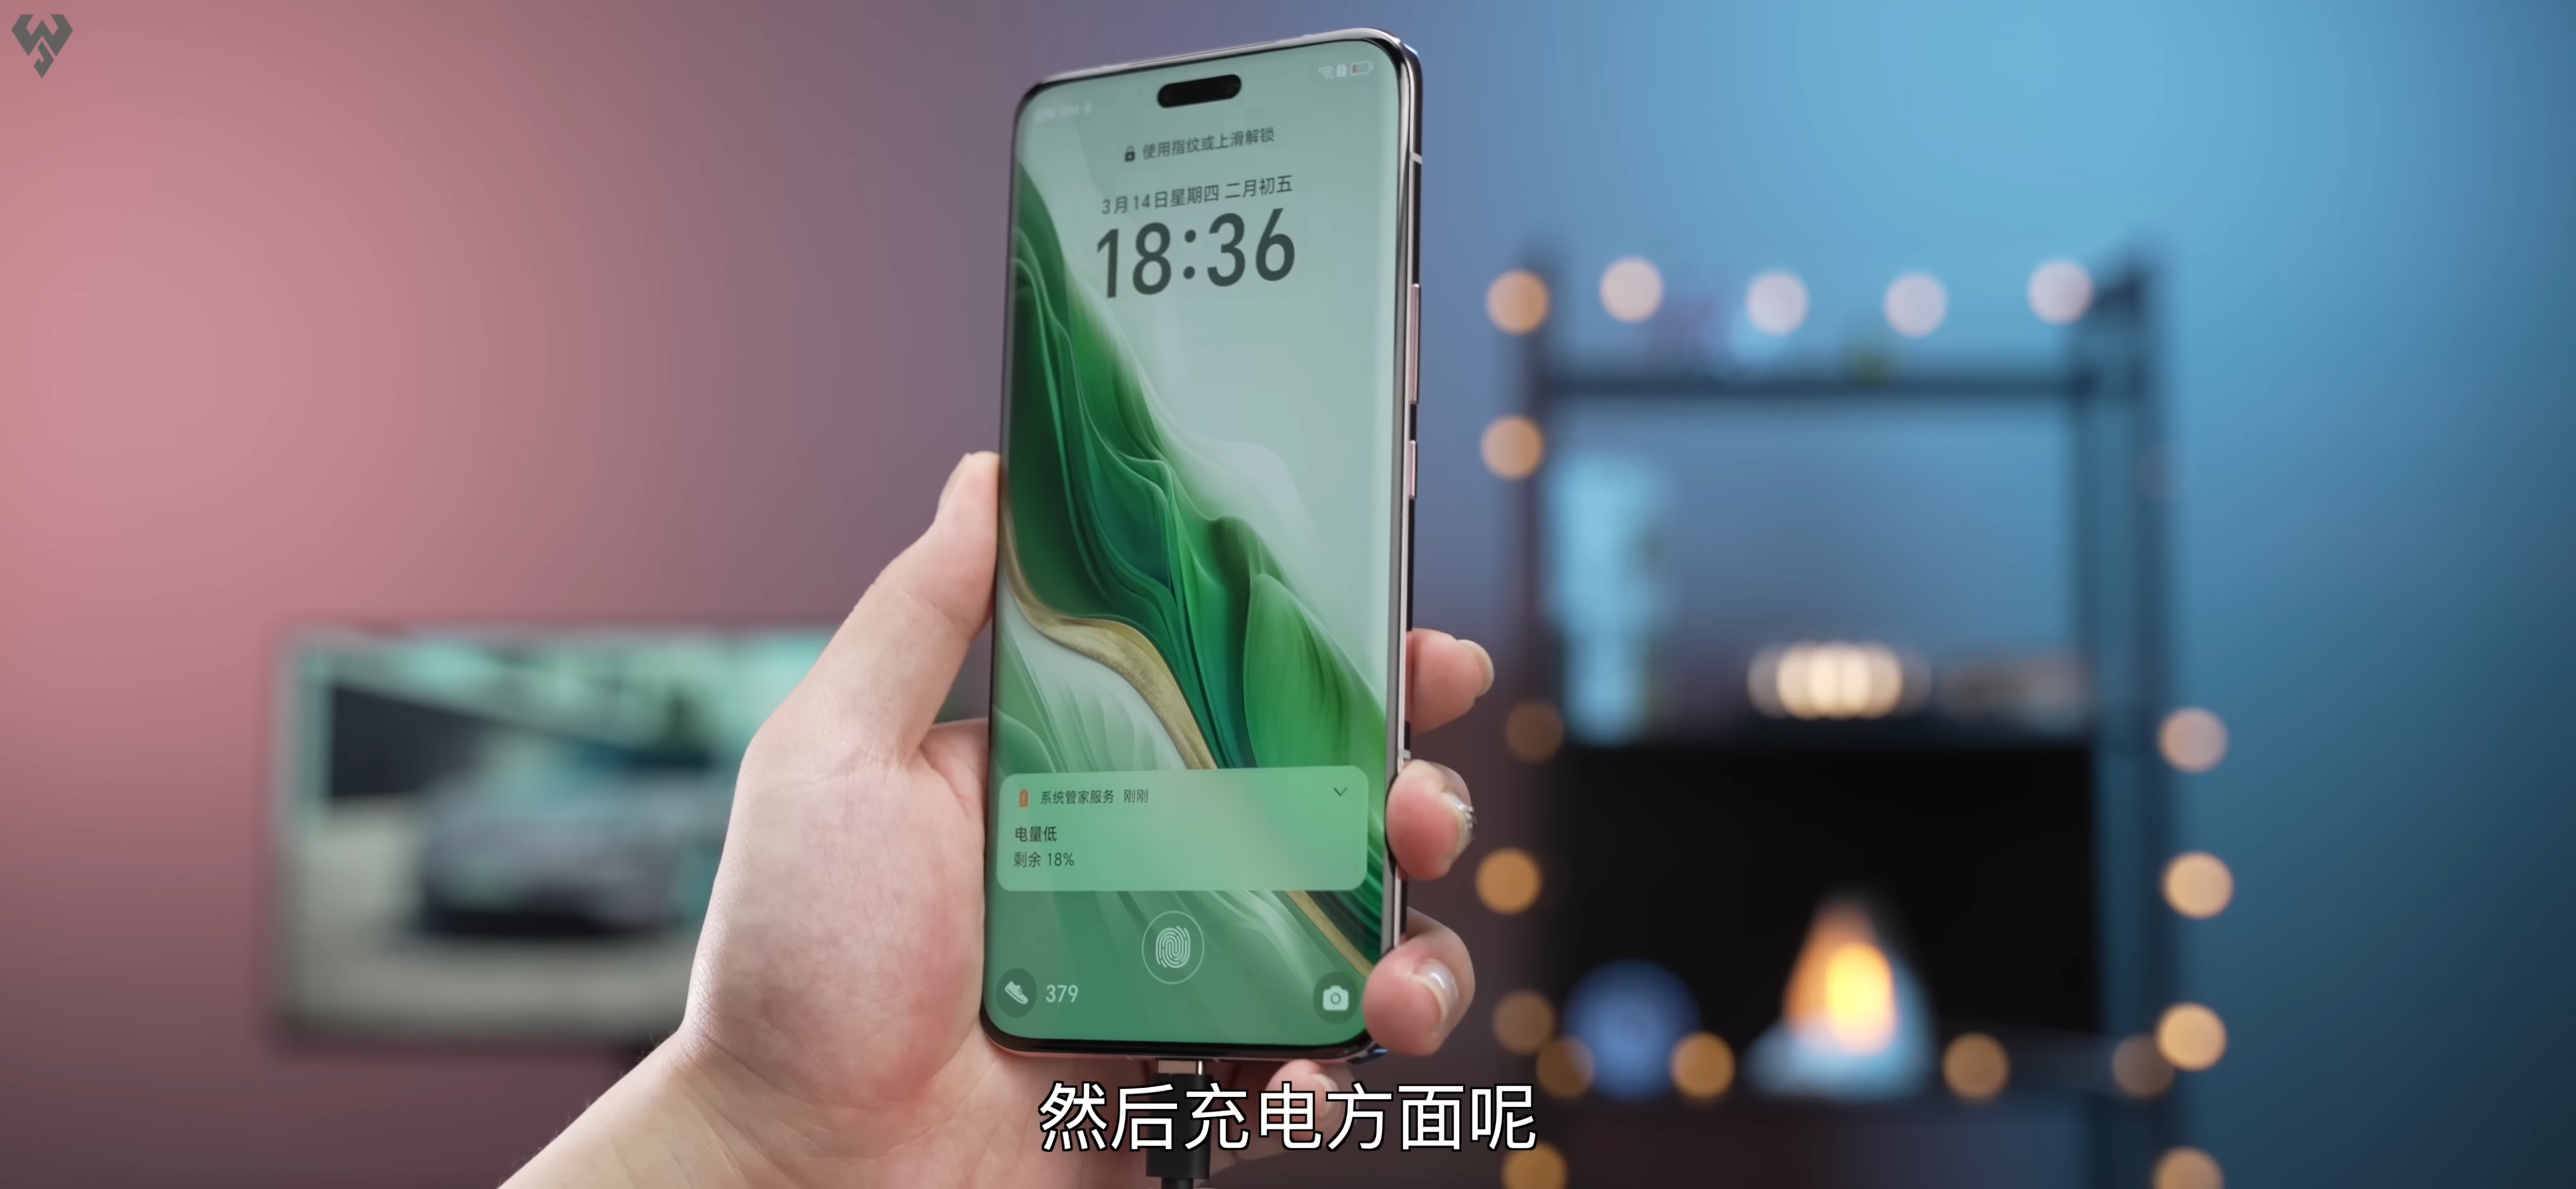 使用指纹或上滑解锁
3月14日星期四 二月初五
18:36
系统管家服务 刚刚
电量低
剩余 18%
379
然后充电方面呢